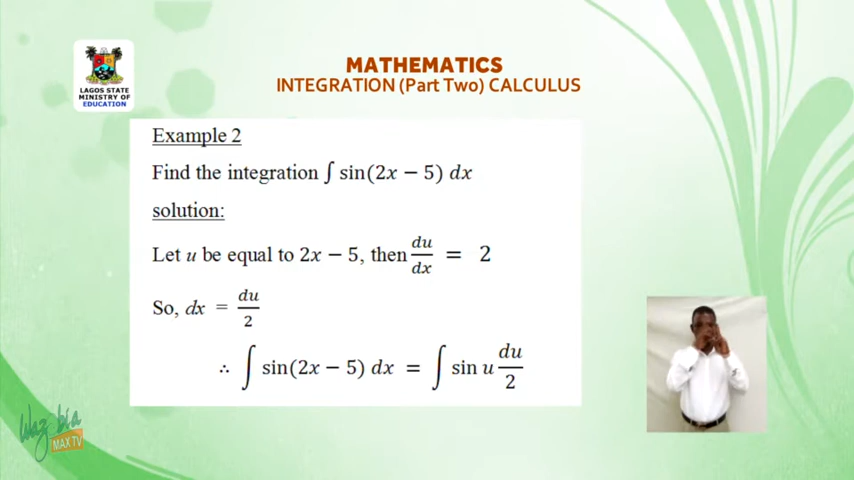 MATHEMATICS
INTEGRATION (Part Two) CALCULUS
LAGOS STATE
MINISTRY OF
EDUCATION
Example 2
Find the integration ∫ sin(2x − 5) dx
solution:
Let u be equal to 2x − 5, then du/dx = 2
So, dx = du/2
∴ ∫ sin(2x − 5) dx = ∫ sin u du/2
Wazobia
MAX TV